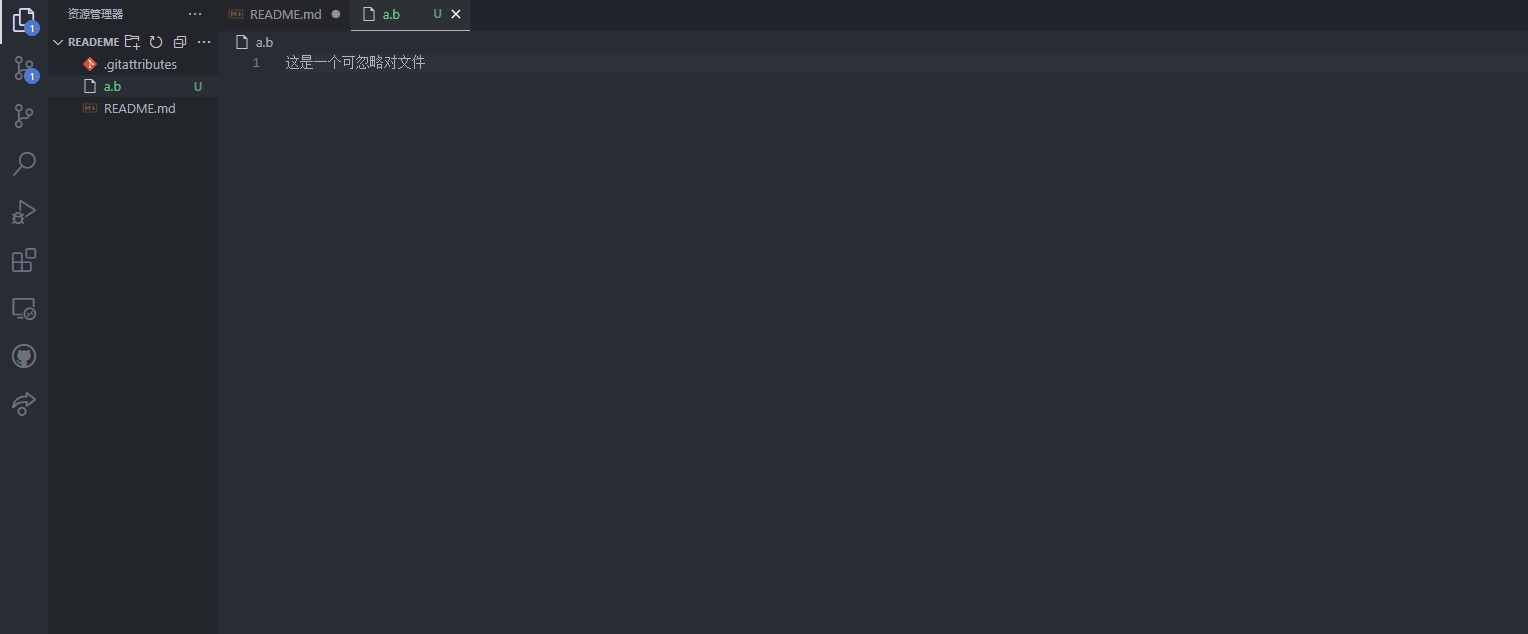 资源管理器 ···
README.md ● a.b U ×
READEME ···
.gitattributes
a.b U
README.md
a.b
1 这是一个可忽略对文件
1
1